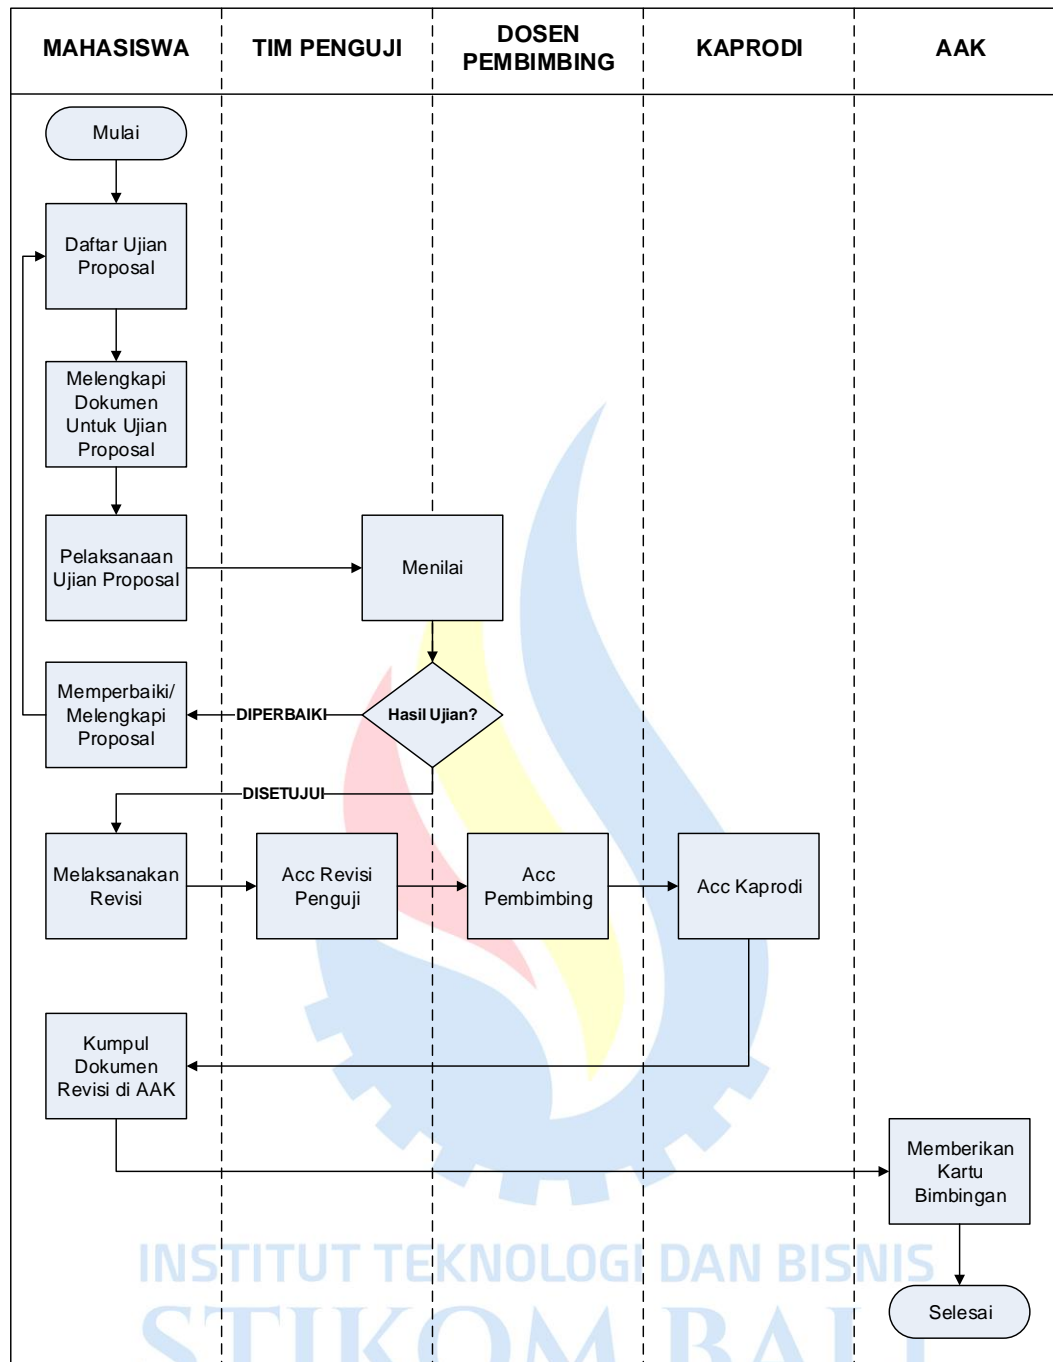 MAHASISWA
TIM PENGUJI
DOSEN
PEMBIMBING
KAPRODI
AAK
Mulai
Daftar Ujian
Proposal
Melengkapi
Dokumen
Untuk Ujian
Proposal
Pelaksanaan
Ujian Proposal
Menilai
Memperbaiki/
Melengkapi
Proposal
DIPERBAIKI
Hasil Ujian?
DISETUJUI
Melaksanakan
Revisi
Acc Revisi
Penguji
Acc
Pembimbing
Acc Kaprodi
Kumpul
Dokumen
Revisi di AAK
Memberikan
Kartu
Bimbingan
INSTITUT TEKNOLOGI DAN BISNIS
STIKOM BALI
Selesai